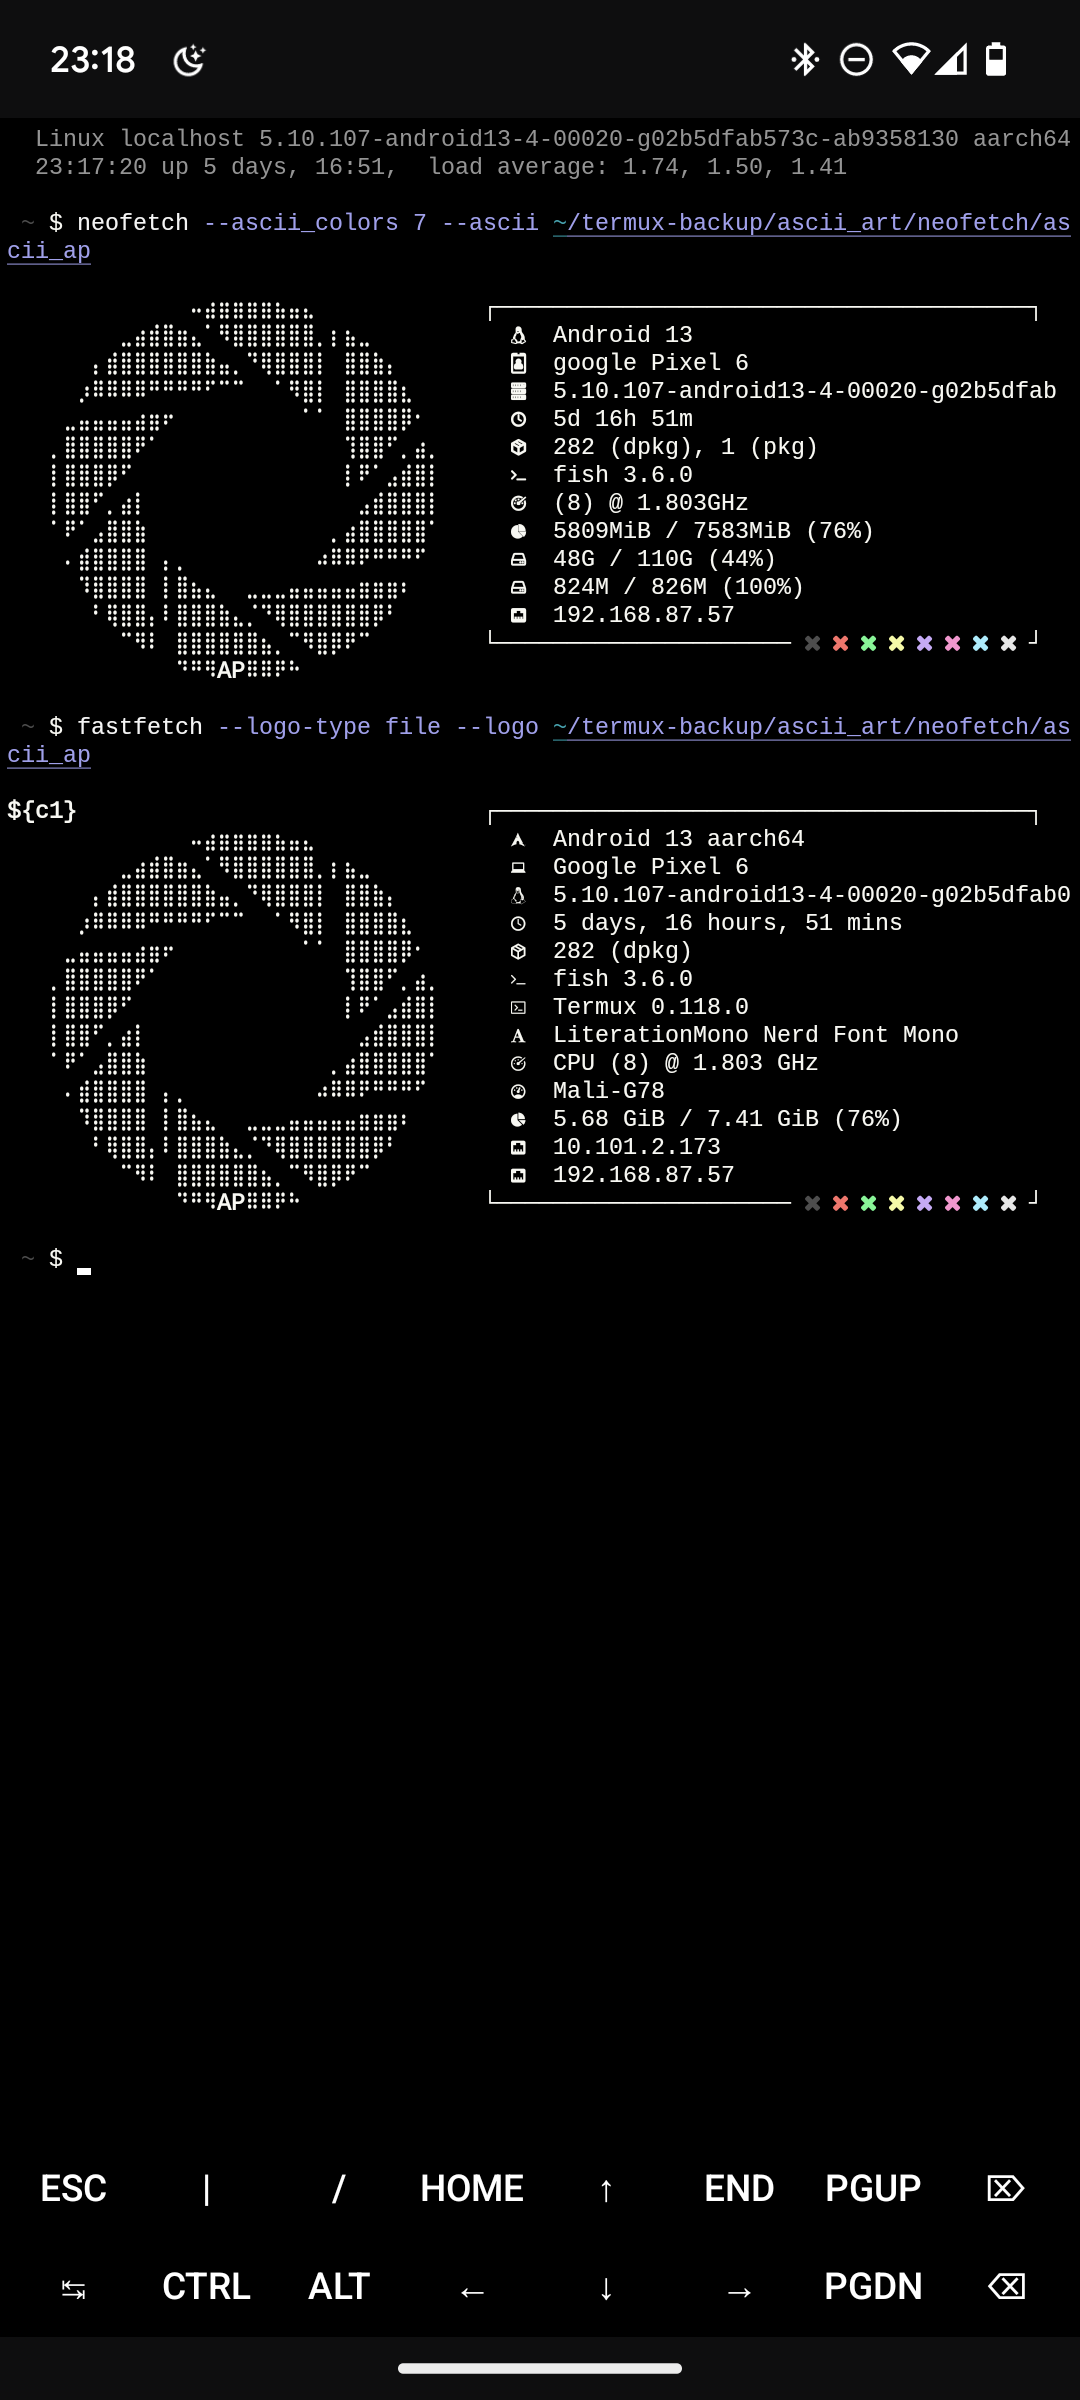 23:18
Linux localhost 5.10.107-android13-4-00020-g02b5dfab573c-ab9358130 aarch64
23:17:20 up 5 days, 16:51,  load average: 1.74, 1.50, 1.41
~ $ neofetch --ascii_colors 7 --ascii ~/termux-backup/ascii_art/neofetch/as
cii_ap
Android 13
google Pixel 6
5.10.107-android13-4-00020-g02b5dfab
5d 16h 51m
282 (dpkg), 1 (pkg)
fish 3.6.0
(8) @ 1.803GHz
5809MiB / 7583MiB (76%)
48G / 110G (44%)
824M / 826M (100%)
192.168.87.57
AP
~ $ fastfetch --logo-type file --logo ~/termux-backup/ascii_art/neofetch/as
cii_ap
${c1}
Android 13 aarch64
Google Pixel 6
5.10.107-android13-4-00020-g02b5dfab0
5 days, 16 hours, 51 mins
282 (dpkg)
fish 3.6.0
Termux 0.118.0
LiterationMono Nerd Font Mono
CPU (8) @ 1.803 GHz
Mali-G78
5.68 GiB / 7.41 GiB (76%)
10.101.2.173
192.168.87.57
AP
~ $
ESC | / HOME ↑ END PGUP ⌦
↹ CTRL ALT ← ↓ → PGDN ⌫